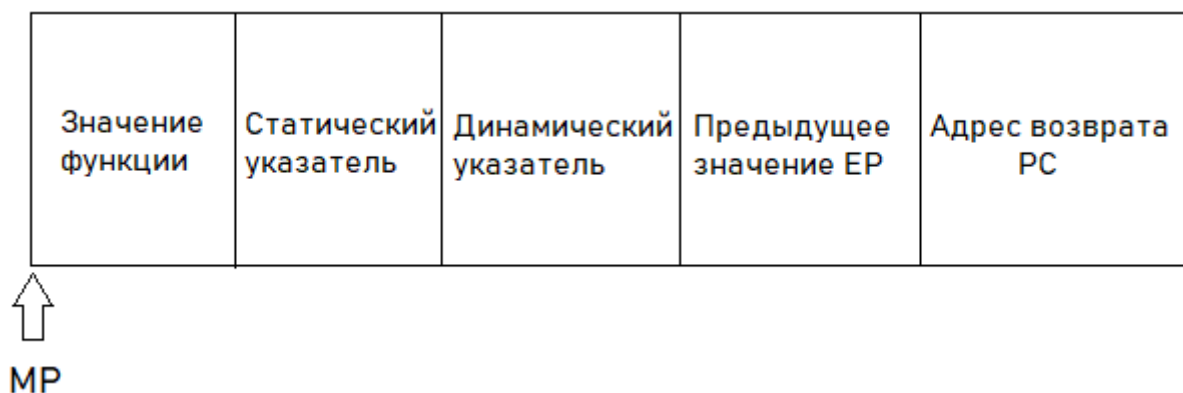 Значение
функции
Статический
указатель
Динамический
указатель
Предыдущее
значение EP
Адрес возврата
PC
MP